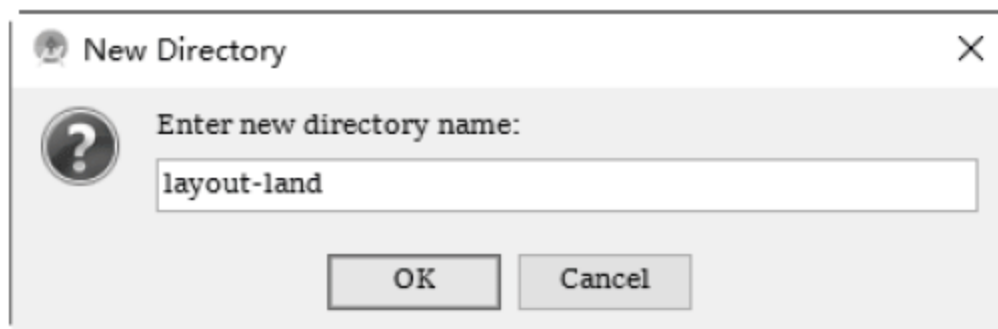 New Directory
Enter new directory name:
layout-land
OK
Cancel